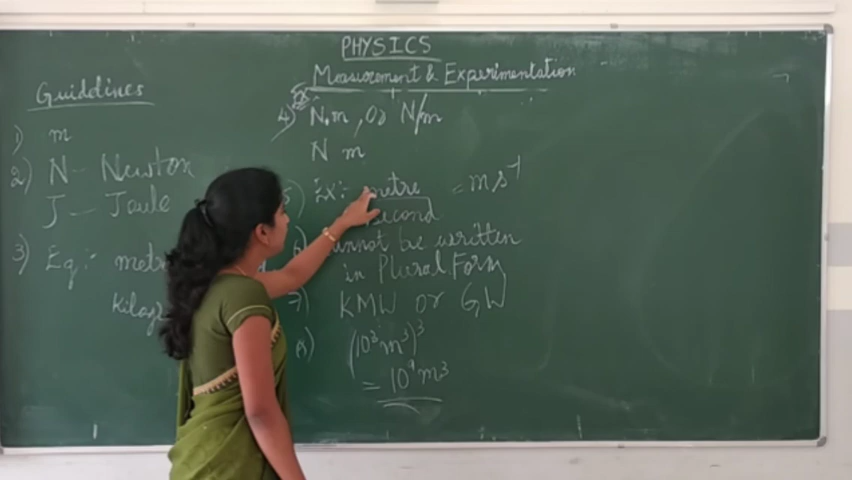 PHYSICS
Measurement & Experimentation
Guidelines
1) m
2) N - Newton
J - Joule
3) Eg:- metre
Kilog
4) N.m, or N/m
N m
5) Ex:- metre = ms⁻¹
second
6) cannot be written
in Plural Form
7) KMW or GW
8) (10³m³)³
= 10⁹m³